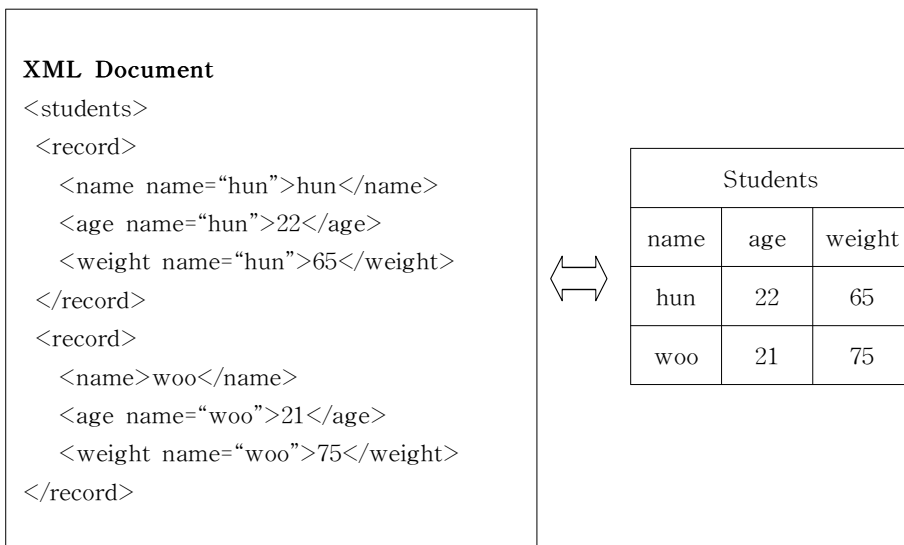 XML Document
<students>
<record>
<name name=“hun”>hun</name>
<age name=“hun”>22</age>
<weight name=“hun”>65</weight>
</record>
<record>
<name>woo</name>
<age name=“woo”>21</age>
<weight name=“woo”>75</weight>
</record>
Students
name age weight
hun 22 65
woo 21 75